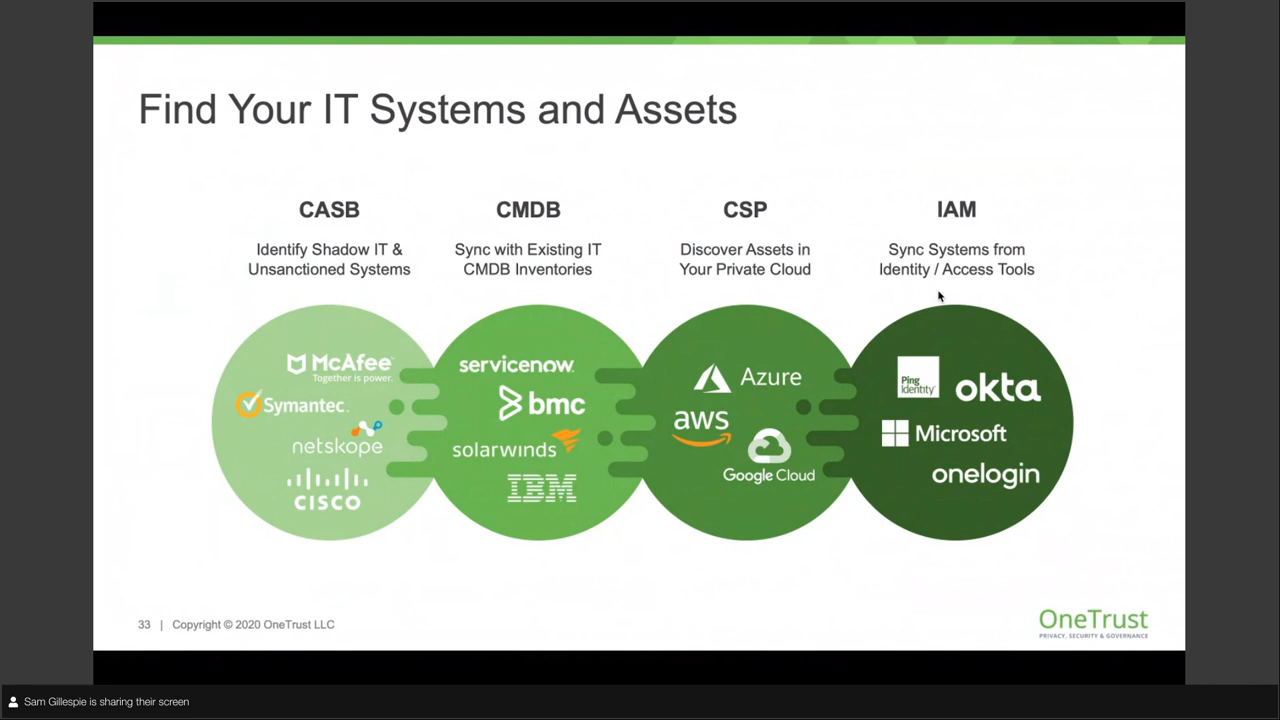 Find Your IT Systems and Assets
CASB
Identify Shadow IT &
Unsanctioned Systems
CMDB
Sync with Existing IT
CMDB Inventories
CSP
Discover Assets in
Your Private Cloud
IAM
Sync Systems from
Identity / Access Tools
McAfee™
Together is power.
Symantec.
netskope
CISCO
servicenow
bmc
solarwinds
IBM
Azure
aws
Google Cloud
Ping
Identity
okta
Microsoft
onelogin
33 | Copyright © 2020 OneTrust LLC
OneTrust
PRIVACY, SECURITY & GOVERNANCE
Sam Gillespie is sharing their screen